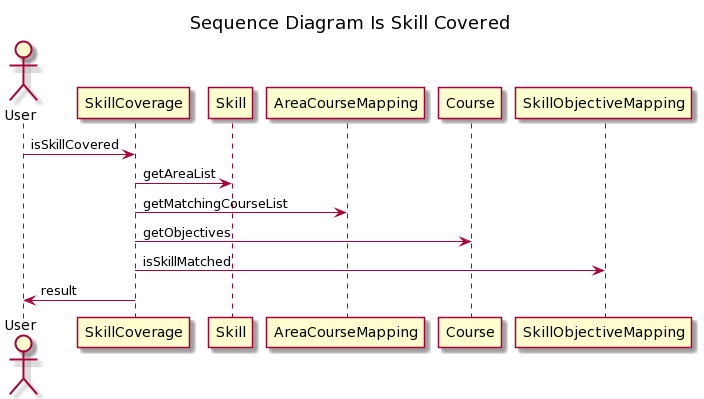 Sequence Diagram Is Skill Covered
User
SkillCoverage
Skill
AreaCourseMapping
Course
SkillObjectiveMapping
isSkillCovered
getAreaList
getMatchingCourseList
getObjectives
isSkillMatched
result
User
SkillCoverage
Skill
AreaCourseMapping
Course
SkillObjectiveMapping